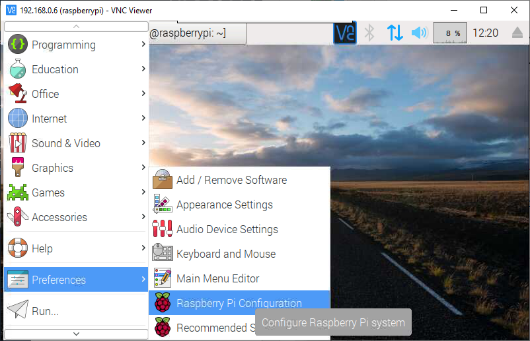 192.168.0.6 (raspberrypi) - VNC Viewer
@raspberrypi: ~]
8 %
12:20
Programming
Education
Office
Internet
Sound & Video
Graphics
Games
Accessories
Help
Preferences
Run...
Add / Remove Software
Appearance Settings
Audio Device Settings
Keyboard and Mouse
Main Menu Editor
Raspberry Pi Configuration
Recommended S
Configure Raspberry Pi system